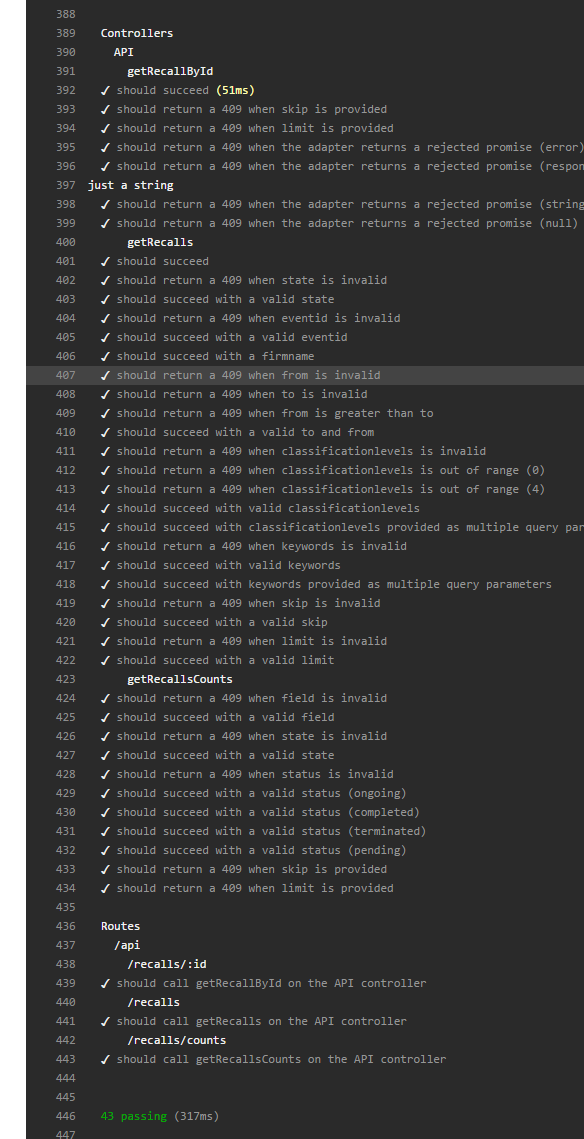 388
389 Controllers
390 API
391 getRecallById
392 ✓ should succeed (51ms)
393 ✓ should return a 409 when skip is provided
394 ✓ should return a 409 when limit is provided
395 ✓ should return a 409 when the adapter returns a rejected promise (error)
396 ✓ should return a 409 when the adapter returns a rejected promise (respon
397 just a string
398 ✓ should return a 409 when the adapter returns a rejected promise (string
399 ✓ should return a 409 when the adapter returns a rejected promise (null)
400 getRecalls
401 ✓ should succeed
402 ✓ should return a 409 when state is invalid
403 ✓ should succeed with a valid state
404 ✓ should return a 409 when eventid is invalid
405 ✓ should succeed with a valid eventid
406 ✓ should succeed with a firmname
407 ✓ should return a 409 when from is invalid
408 ✓ should return a 409 when to is invalid
409 ✓ should return a 409 when from is greater than to
410 ✓ should succeed with a valid to and from
411 ✓ should return a 409 when classificationlevels is invalid
412 ✓ should return a 409 when classificationlevels is out of range (0)
413 ✓ should return a 409 when classificationlevels is out of range (4)
414 ✓ should succeed with valid classificationlevels
415 ✓ should succeed with classificationlevels provided as multiple query par
416 ✓ should return a 409 when keywords is invalid
417 ✓ should succeed with valid keywords
418 ✓ should succeed with keywords provided as multiple query parameters
419 ✓ should return a 409 when skip is invalid
420 ✓ should succeed with a valid skip
421 ✓ should return a 409 when limit is invalid
422 ✓ should succeed with a valid limit
423 getRecallsCounts
424 ✓ should return a 409 when field is invalid
425 ✓ should succeed with a valid field
426 ✓ should return a 409 when state is invalid
427 ✓ should succeed with a valid state
428 ✓ should return a 409 when status is invalid
429 ✓ should succeed with a valid status (ongoing)
430 ✓ should succeed with a valid status (completed)
431 ✓ should succeed with a valid status (terminated)
432 ✓ should succeed with a valid status (pending)
433 ✓ should return a 409 when skip is provided
434 ✓ should return a 409 when limit is provided
435
436 Routes
437 /api
438 /recalls/:id
439 ✓ should call getRecallById on the API controller
440 /recalls
441 ✓ should call getRecalls on the API controller
442 /recalls/counts
443 ✓ should call getRecallsCounts on the API controller
444
445
446 43 passing (317ms)
447